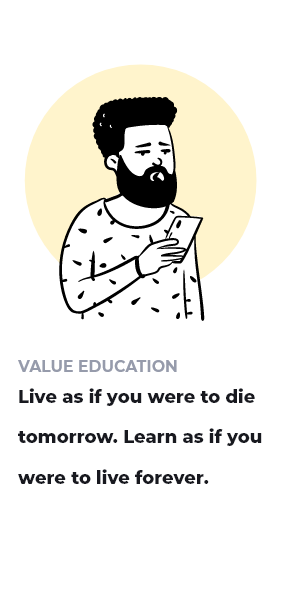 VALUE EDUCATION
Live as if you were to die
tomorrow. Learn as if you
were to live forever.